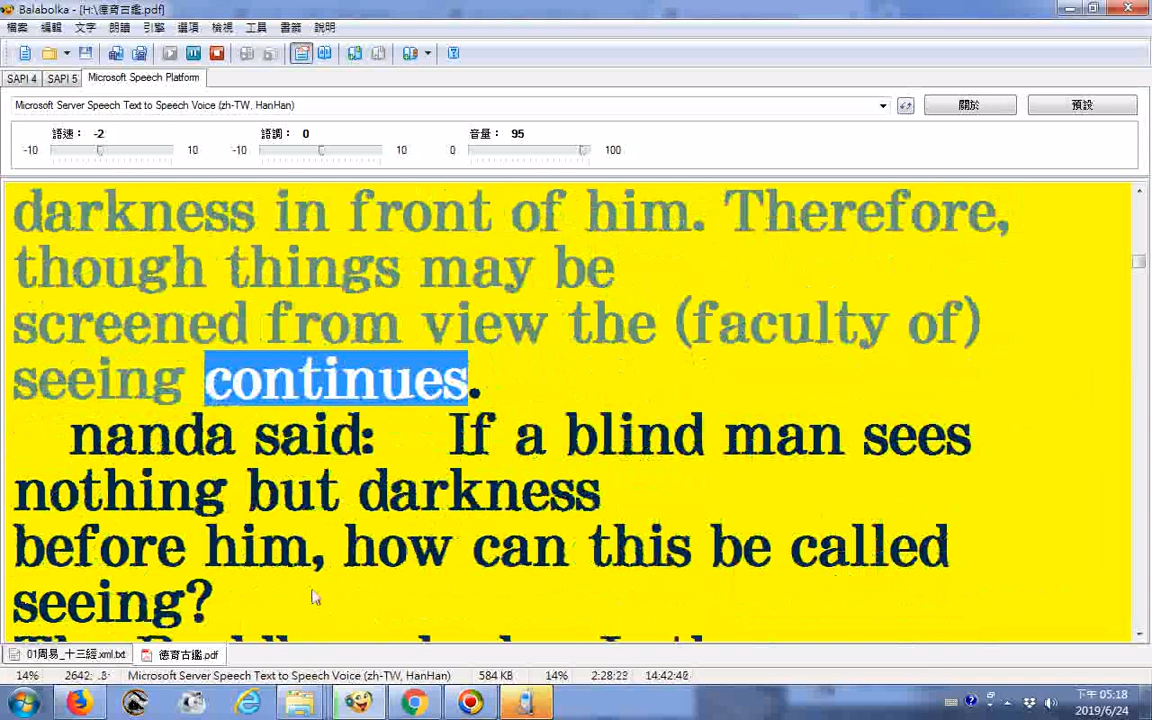 Balabolka - [H:\德育古鑑.pdf]
檔案 編輯 文字 朗讀 引擎 選項 檢視 工具 書籤 說明
SAPI 4 SAPI 5 Microsoft Speech Platform
Microsoft Server Speech Text to Speech Voice (zh-TW, HanHan) 關於 預設
語速： -2 語調： 0 音量： 95
-10 10 -10 10 0 100
darkness in front of him. Therefore,
though things may be
screened from view the (faculty of)
seeing continues.
nanda said: If a blind man sees
nothing but darkness
before him, how can this be called
seeing?
01周易_十三經.xml.txt 德育古鑑.pdf
14% Microsoft Server Speech Text to Speech Voice (zh-TW, HanHan) 584 KB 14%
下午 05:18
2019/6/24